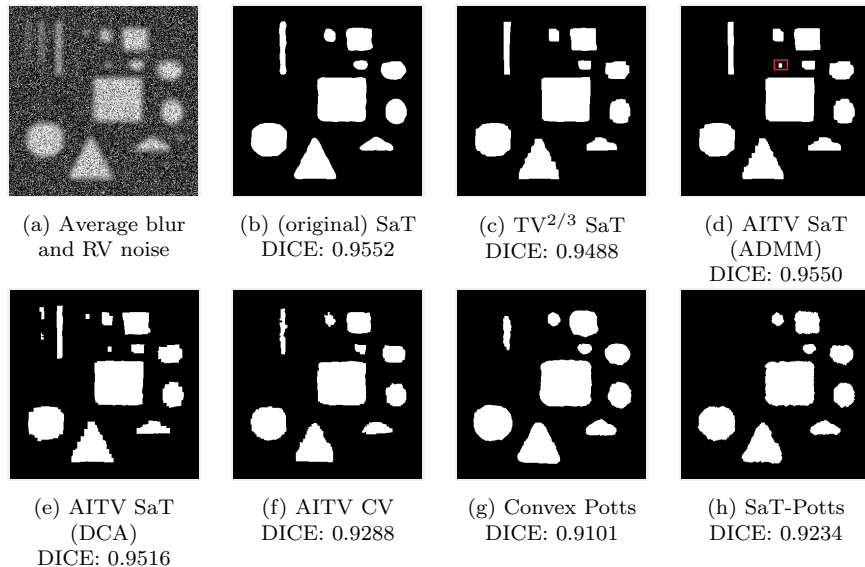 (a) Average blur
and RV noise
(b) (original) SaT
DICE: 0.9552
(c) TV^{2/3} SaT
DICE: 0.9488
(d) AITV SaT
(ADMM)
DICE: 0.9550
(e) AITV SaT
(DCA)
DICE: 0.9516
(f) AITV CV
DICE: 0.9288
(g) Convex Potts
DICE: 0.9101
(h) SaT-Potts
DICE: 0.9234